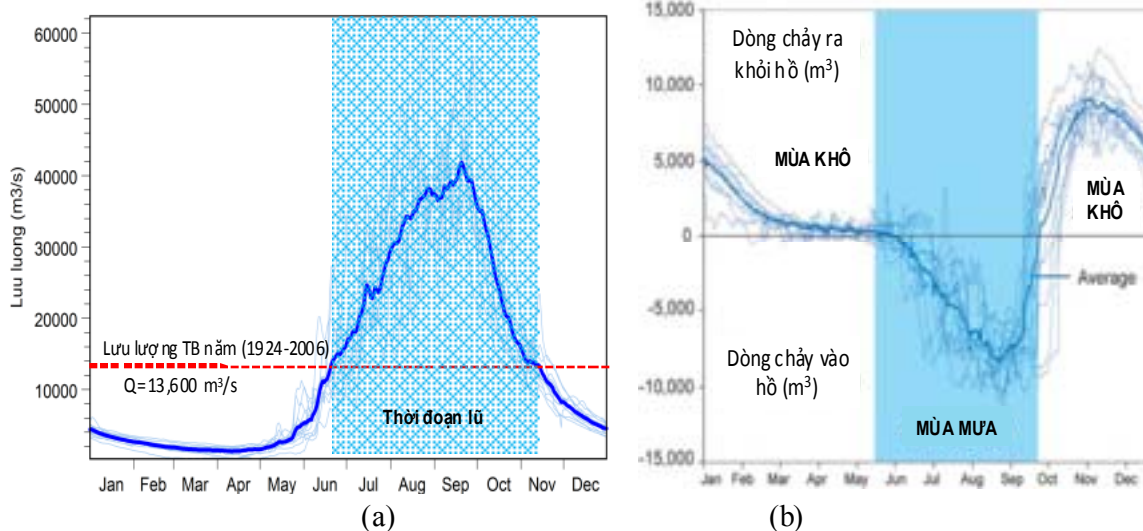 60000
50000
40000
30000
20000
10000
Luu luong (m3/s)
Lưu lượng TB năm (1924-2006)
Q= 13,600 m³/s
Thời đoạn lũ
Jan Feb Mar Apr May Jun Jul Aug Sep Oct Nov Dec
(a)
15,000
10,000
5,000
0
-5.000
-10.000
-15.000
Dòng chảy ra
khỏi hồ (m³)
MÙA KHÔ
MÙA
KHÔ
Average
Dòng chảy vào
hồ (m³)
MÙA MƯA
Jan Feb Mar Apr May Jun Jul Aug Sep Oct Nov Dec
(b)